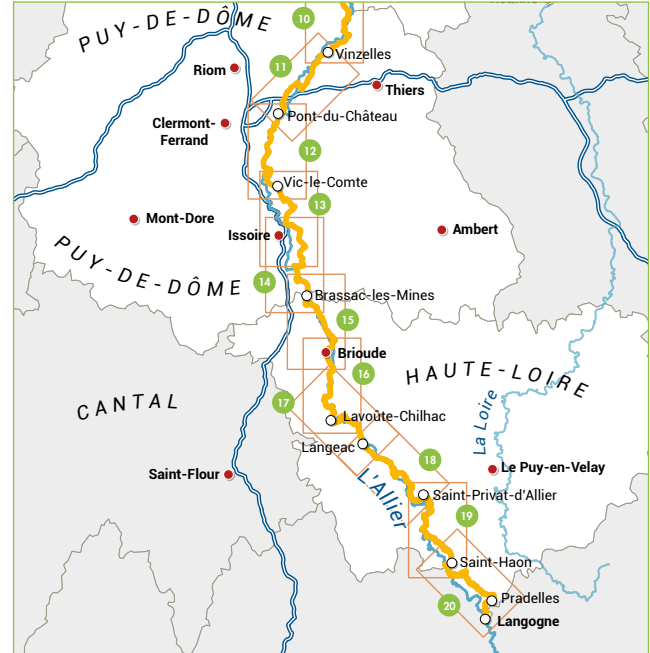 10
PUY-DE-DÔME
Vinzelles
11
Riom
Thiers
Pont-du-Château
Clermont-
Ferrand
12
Vic-le-Comte
13
Mont-Dore
Issoire
Ambert
PUY-DE-DÔME
14
Brassac-les-Mines
15
Brioude
16
HAUTE-LOIRE
CANTAL
17
La Loire
Lavoûte-Chilhac
Langeac
18
Le Puy-en-Velay
Saint-Flour
L'Allier
Saint-Privat-d'Allier
19
Saint-Haon
20
Pradelles
Langogne